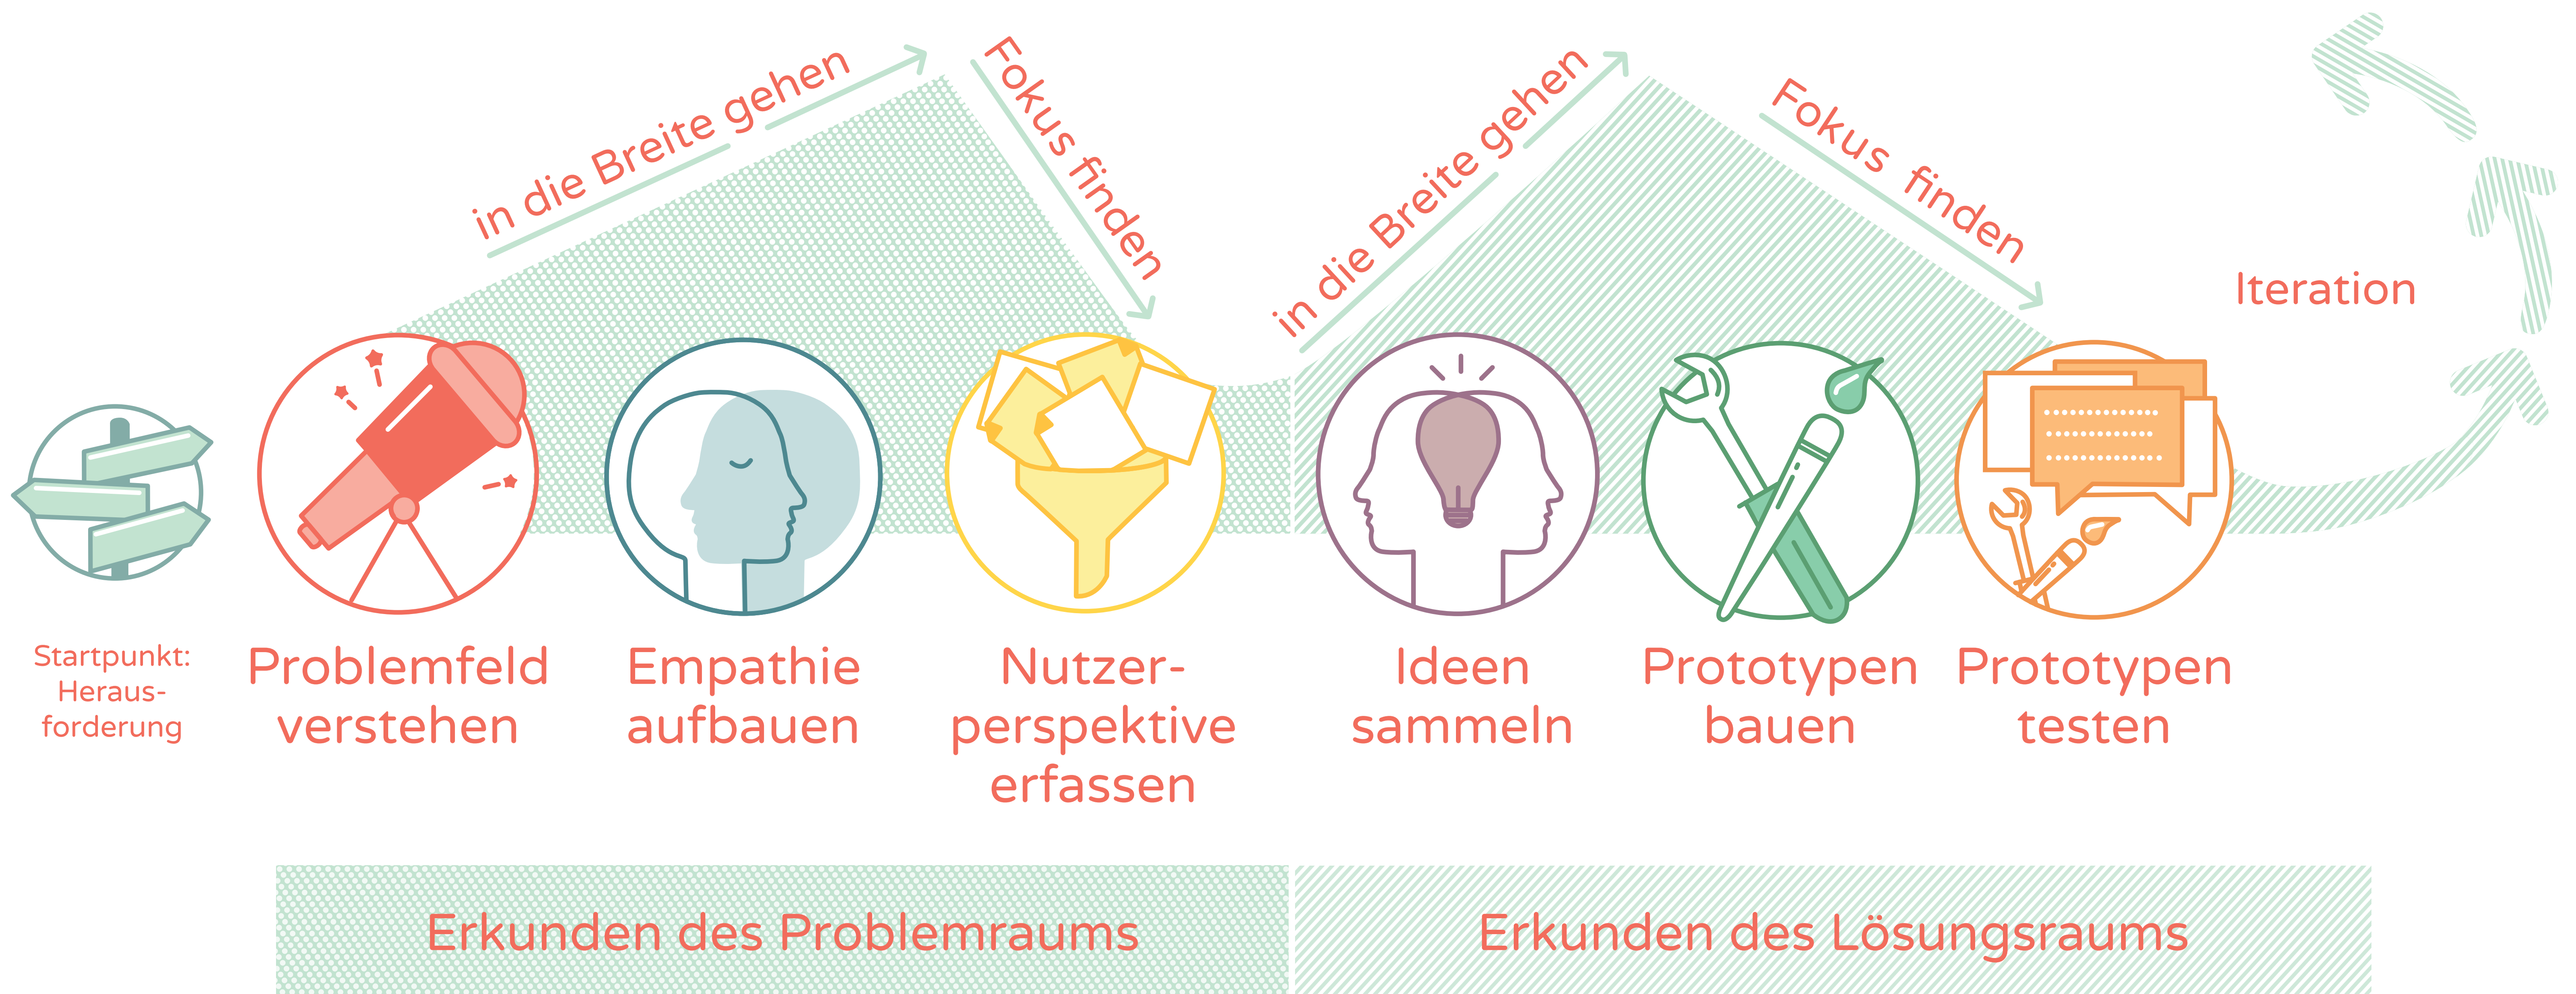 in die Breite gehen
Fokus finden
in die Breite gehen
Fokus finden
Iteration
Startpunkt:
Heraus-
forderung
Problemfeld
verstehen
Empathie
aufbauen
Nutzer-
perspektive
erfassen
Ideen
sammeln
Prototypen
bauen
Prototypen
testen
Erkunden des Problemraums
Erkunden des Lösungsraums